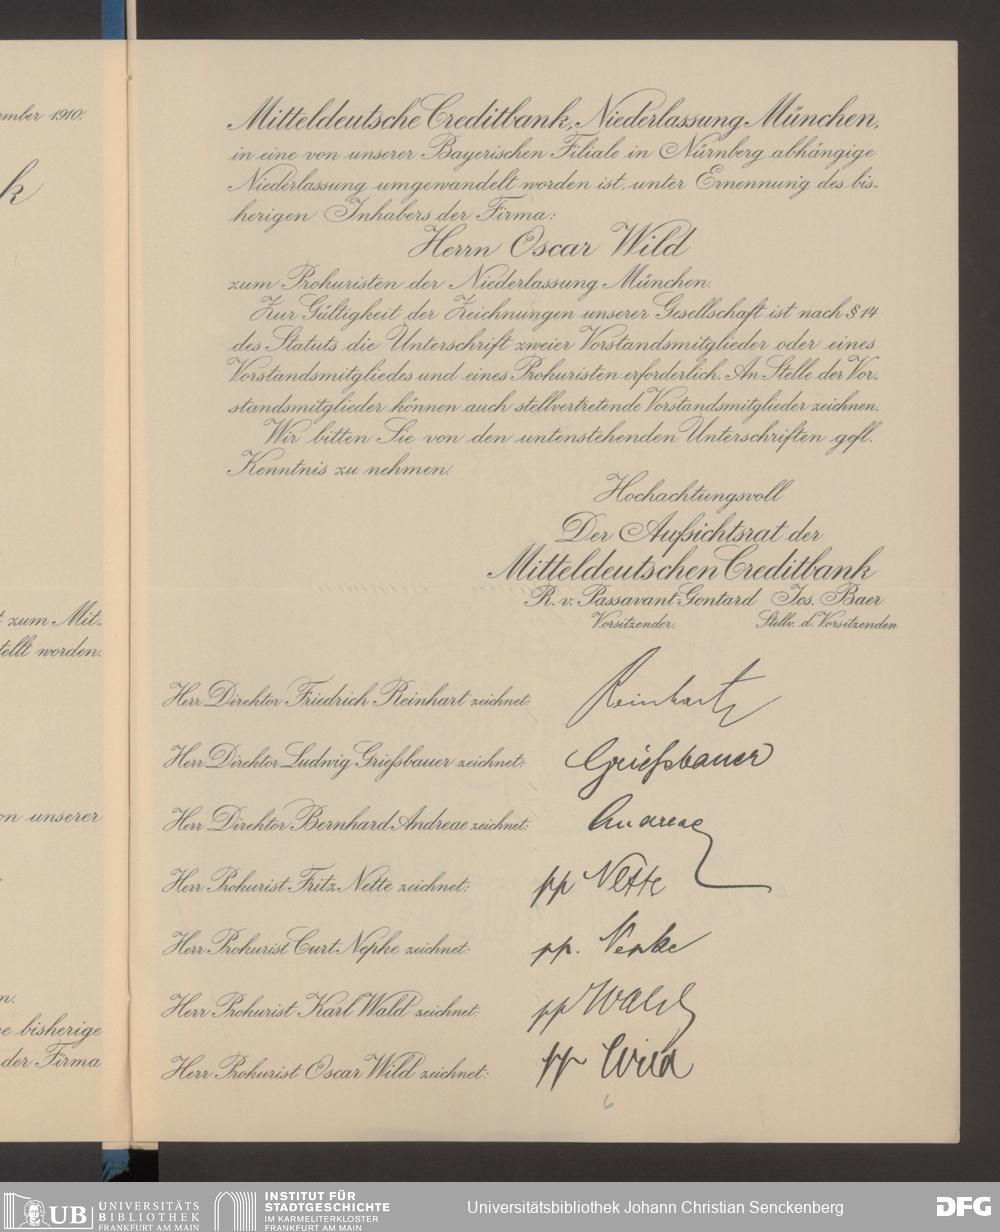 ember 1910.
k
t zum Mit-
tellt worden.
on unserer
n.
e bisherige
der Firma
Mitteldeutsche Creditbank, Niederlassung München,
in eine von unserer Bayerischen Filiale in Nürnberg abhängige
Niederlassung umgewandelt worden ist, unter Ernennung des bis-
herigen Inhabers der Firma:
Herrn Oscar Wild
zum Prokuristen der Niederlassung München.
Zur Gültigkeit der Zeichnungen unserer Gesellschaft ist nach § 14
des Statuts die Unterschrift zweier Vorstandsmitglieder oder eines
Vorstandsmitgliedes und eines Prokuristen erforderlich. An Stelle der Vor-
standsmitglieder können auch stellvertretende Vorstandsmitglieder zeichnen.
Wir bitten Sie von den untenstehenden Unterschriften gefl.
Kenntnis zu nehmen.
Hochachtungsvoll
Der Aufsichtsrat der
Mitteldeutschen Creditbank
R. v. Passavant-Gontard Jos. Baer
Vorsitzender. Stellv. d. Vorsitzenden
Herr Direktor Friedrich Reinhart zeichnet: Reinhart
Herr Direktor Ludwig Grießbauer zeichnet: Grießbauer
Herr Direktor Bernhard Andreae zeichnet: Andreae
Herr Prokurist Fritz Nette zeichnet: pp Nette
Herr Prokurist Curt Nepke zeichnet: pp. Nepke
Herr Prokurist Karl Wald zeichnet: pp Wald
Herr Prokurist Oscar Wild zeichnet: pp Wild
6
UB UNIVERSITÄTS
BIBLIOTHEK
FRANKFURT AM MAIN
INSTITUT FÜR
STADTGESCHICHTE
IM KARMELITERKLOSTER
FRANKFURT AM MAIN
Universitätsbibliothek Johann Christian Senckenberg
DFG